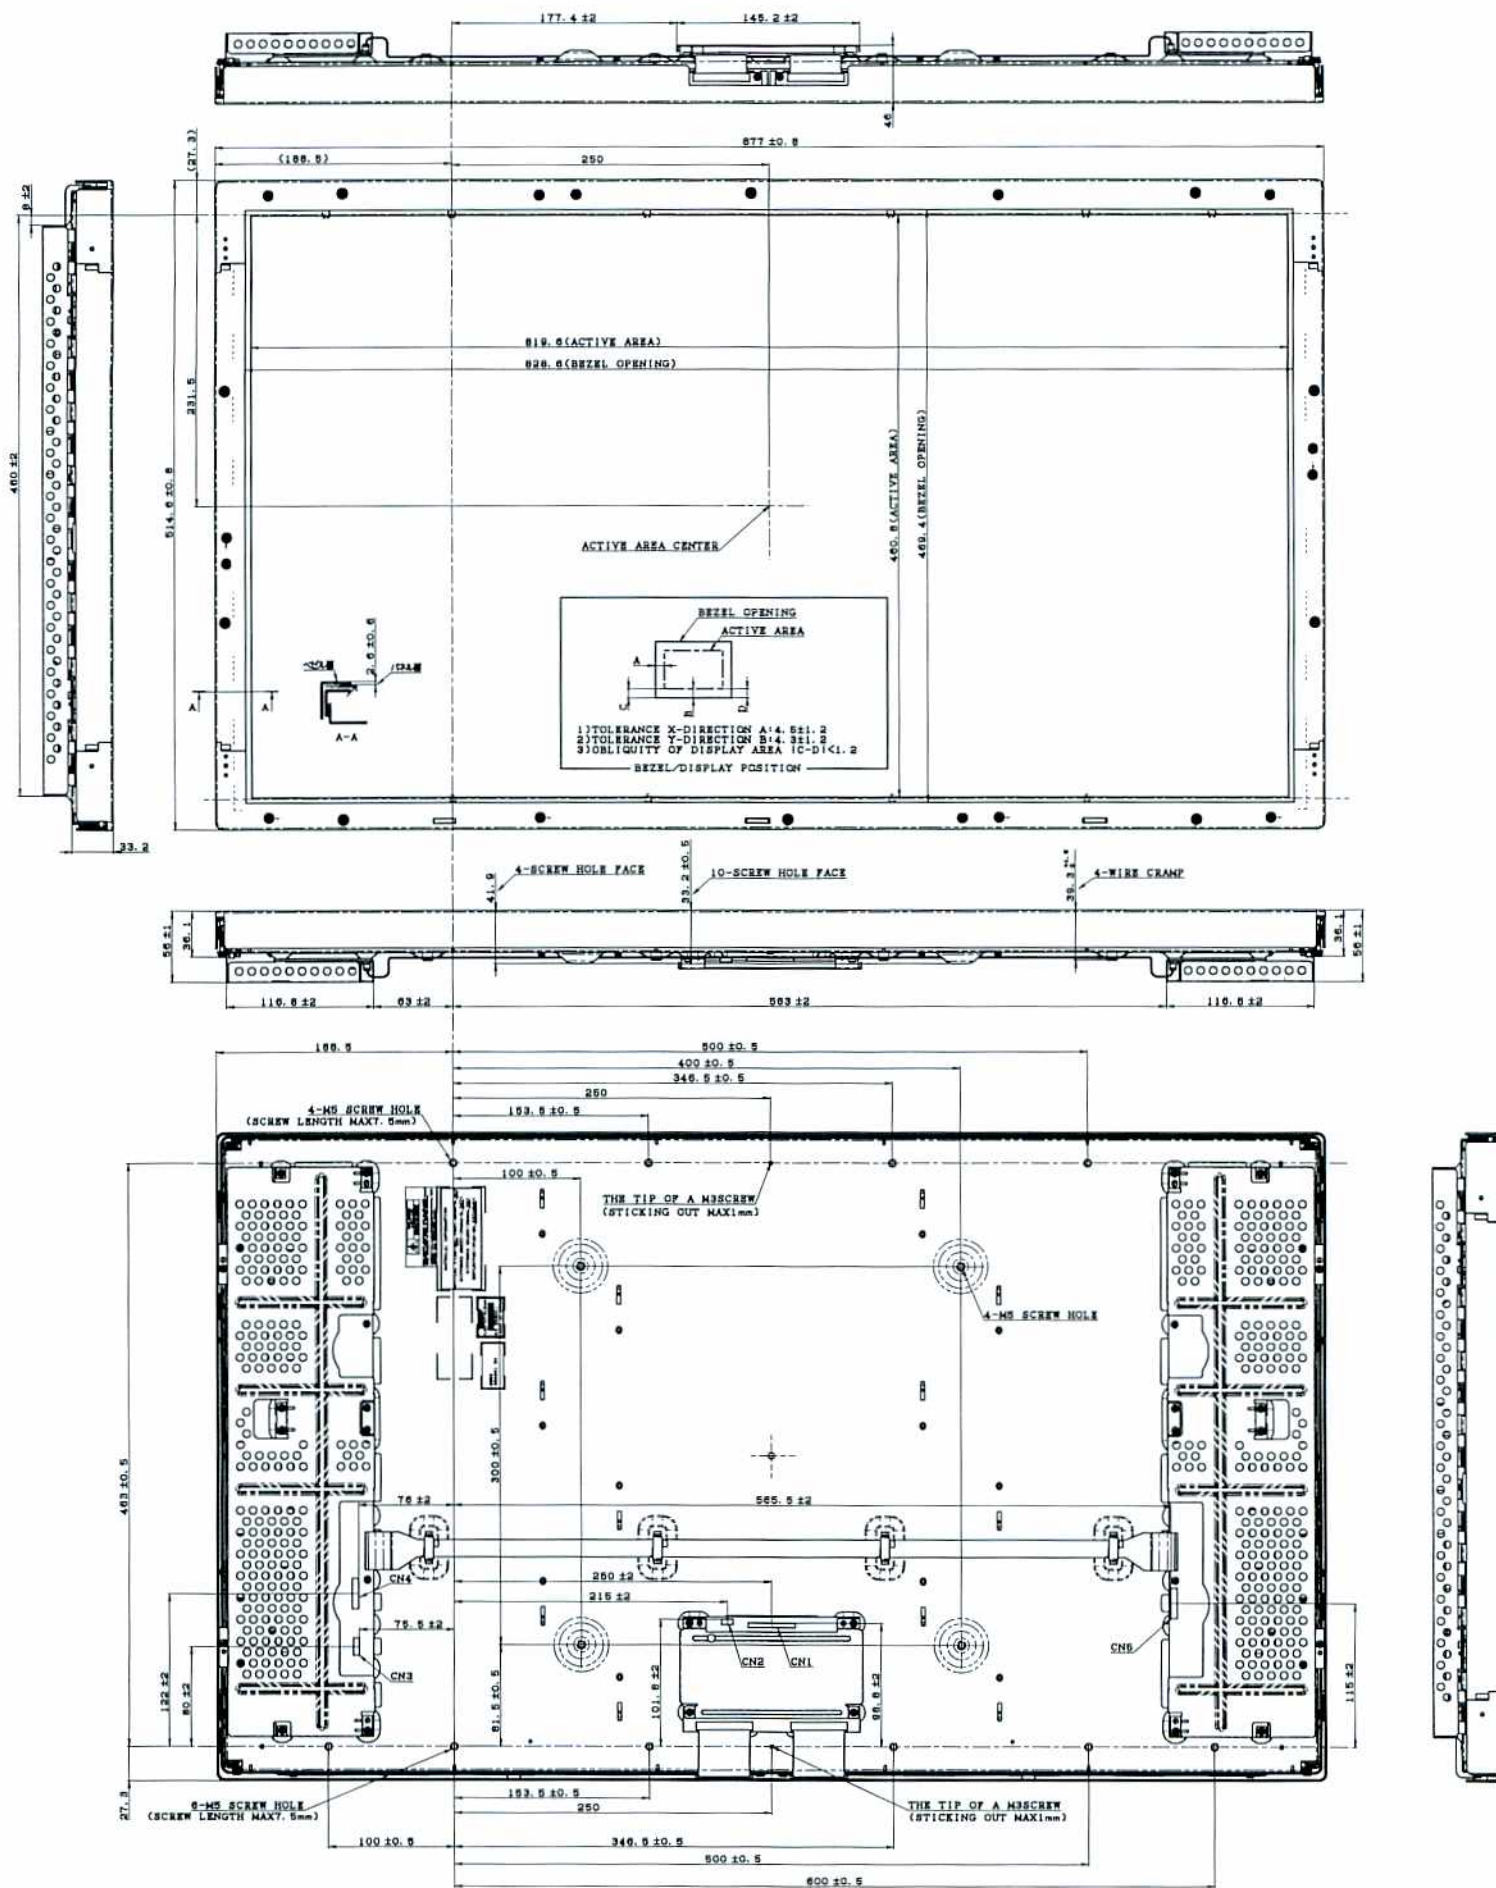 177.4 ±2
145.2 ±2
46
877 ±0.8
(27.3)
(188.5)
250
8 ±2
460 ±2
514.6 ±0.8
231.5
819.6(ACTIVE AREA)
828.6(BEZEL OPENING)
460.8(ACTIVE AREA)
469.4(BEZEL OPENING)
ACTIVE AREA CENTER
2.6 ±0.6
A
A
A-A
BEZEL OPENING
ACTIVE AREA
A
C
B
D
1)TOLERANCE X-DIRECTION A:4.5±1.2
2)TOLERANCE Y-DIRECTION B:4.3±1.2
3)OBLIQUITY OF DISPLAY AREA |C-D|<1.2
BEZEL/DISPLAY POSITION
33.2
41.9
4-SCREW HOLE FACE
33.2 ±0.5
10-SCREW HOLE FACE
39.3
4-WIRE CRAMP
56 ±1
36.1
36.1
56 ±1
116.8 ±2
63 ±2
563 ±2
116.8 ±2
188.5
500 ±0.5
400 ±0.5
346.5 ±0.5
250
153.5 ±0.5
4-M5 SCREW HOLE
(SCREW LENGTH MAX7.5mm)
100 ±0.5
THE TIP OF A M3SCREW
(STICKING OUT MAX1mm)
4-M5 SCREW HOLE
300 ±0.5
463 ±0.5
76 ±2
565.5 ±2
CN4
250 ±2
215 ±2
75.5 ±2
CN3
CN2
CN1
CN5
122 ±2
80 ±2
81.5 ±0.5
101.8 ±2
98.8 ±2
115 ±2
27.3
6-M5 SCREW HOLE
(SCREW LENGTH MAX7.5mm)
153.5 ±0.5
250
THE TIP OF A M3SCREW
(STICKING OUT MAX1mm)
100 ±0.5
346.5 ±0.5
500 ±0.5
600 ±0.5